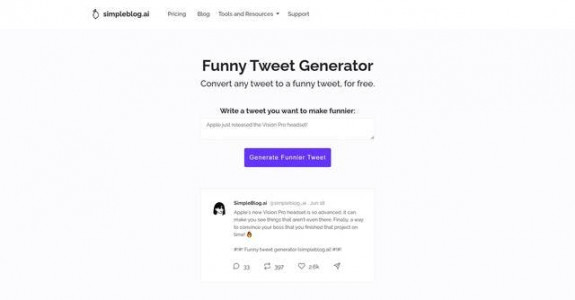 simpleblog.ai Pricing Blog Tools and Resources Support
Funny Tweet Generator
Convert any tweet to a funny tweet, for free.
Write a tweet you want to make funnier:
Apple just released the Vision Pro headset!
Generate Funnier Tweet
SimpleBlog.ai @simpleblog_ai · Jun 28
Apple's new Vision Pro headset is so advanced, it can
make you see things that aren't even there. Finally, a way
to convince your boss that you finished that project on
time! 🔥
Funny tweet generator (simpleblog.ai)
33 397 2.6k